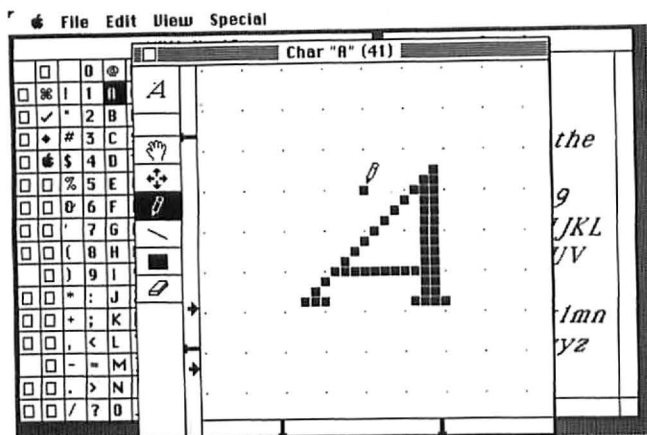 File Edit View Special
Char "A" (41)
0 @
⌘ ! 1 A
✓ " 2 B
◆ # 3 C
$ 4 D
% 5 E
& 6 F
' 7 G
( 8 H
) 9 I
* : J
+ ; K
, < L
- = M
. > N
/ ? O
A
the
9
JKL
UV
lmn
yz